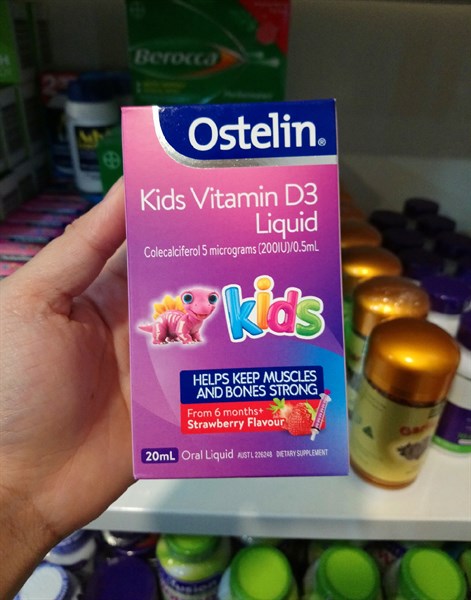 Berocca
Ostelin®
Kids Vitamin D3
Liquid
Colecalciferol 5 micrograms (200IU)/0.5mL
kids
HELPS KEEP MUSCLES
AND BONES STRONG
From 6 months+
Strawberry Flavour
20mL Oral Liquid AUST L 226248 DIETARY SUPPLEMENT